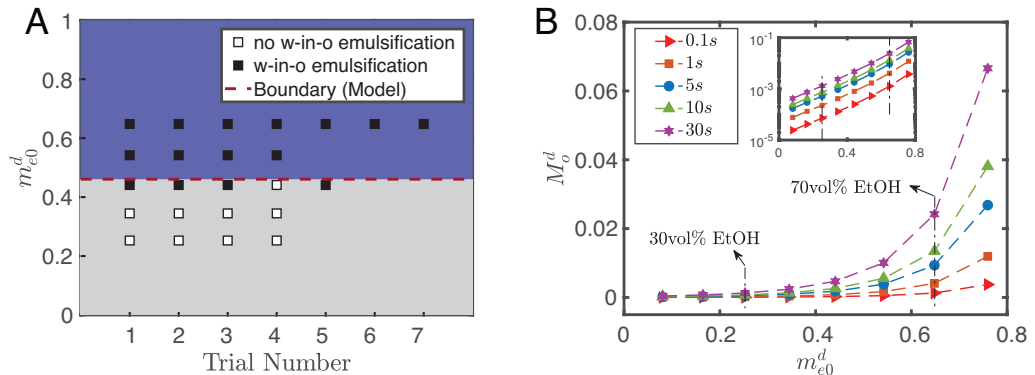 A
1
0.8
0.6
0.4
0.2
0
m_{e0}^{d}
no w-in-o emulsification
w-in-o emulsification
Boundary (Model)
1 2 3 4 5 6 7
Trial Number
B
0.08
0.06
0.04
0.02
0
M_{o}^{d}
0.1s
1s
5s
10s
30s
10^{-1}
10^{-3}
10^{-5}
0 0.4 0.8
70vol% EtOH
30vol% EtOH
0 0.2 0.4 0.6 0.8
m_{e0}^{d}